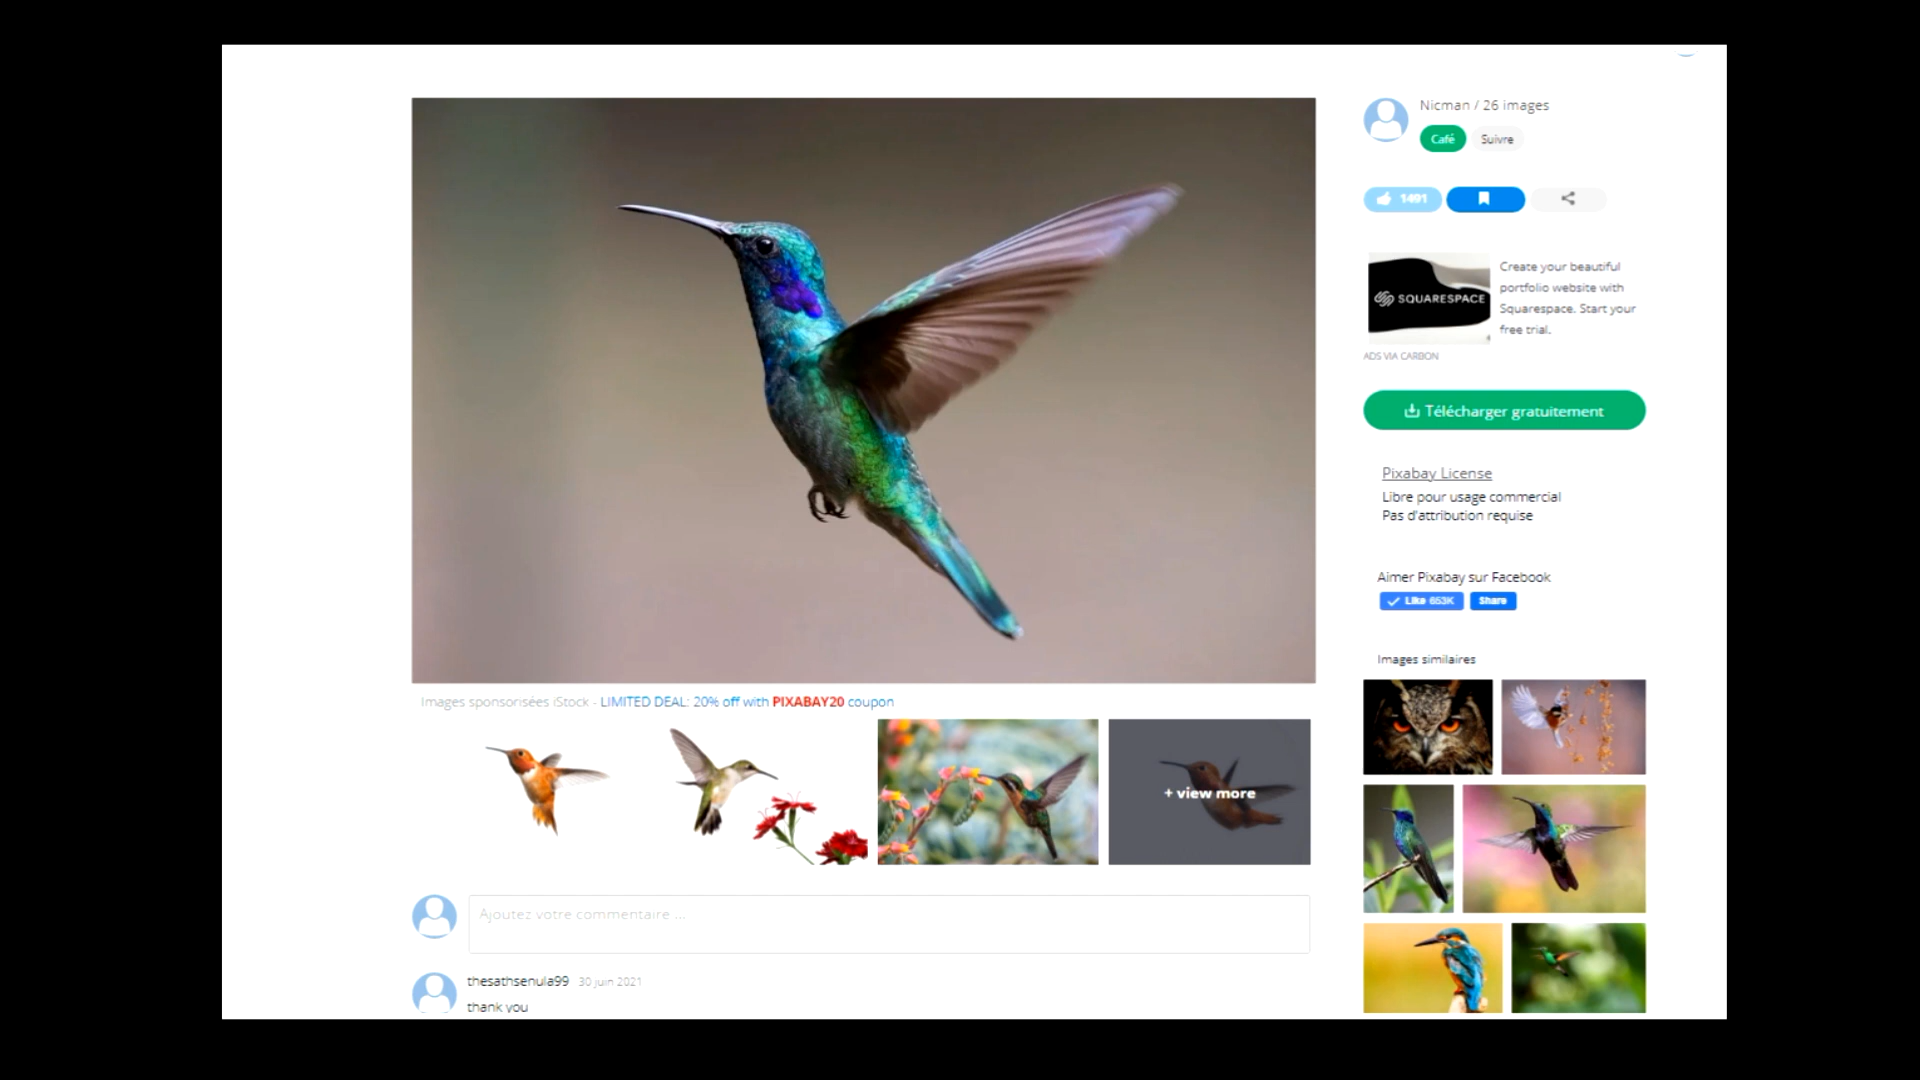 Nicman / 26 images
Café
Suivre
1491
SQUARESPACE
Create your beautiful
portfolio website with
Squarespace. Start your
free trial.
ADS VIA CARBON
Télécharger gratuitement
Pixabay License
Libre pour usage commercial
Pas d'attribution requise
Aimer Pixabay sur Facebook
Like 653K
Share
Images similaires
Images sponsorisées iStock - LIMITED DEAL: 20% off with PIXABAY20 coupon
+ view more
Ajoutez votre commentaire ...
thesathsenula99 30 juin 2021
thank you